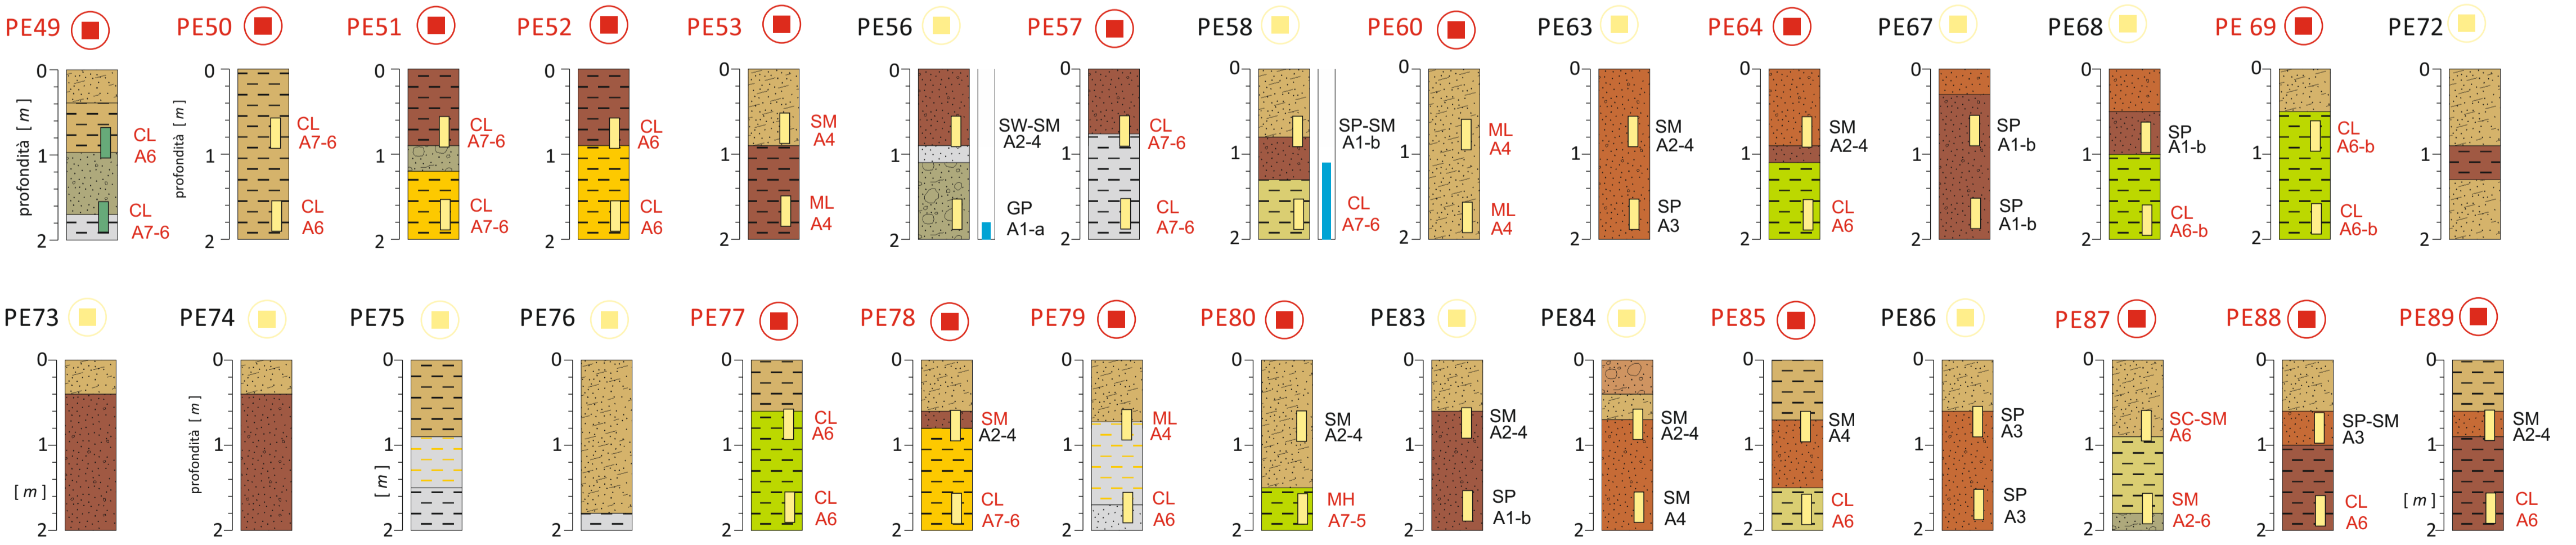 PE49 PE50 PE51 PE52 PE53 PE56 PE57 PE58 PE60 PE63 PE64 PE67 PE68 PE 69 PE72
0 0 0 0 0 0 0 0 0 0 0 0 0 0 0
profondità [ m ]
profondità [ m ]
CL CL CL CL SM SW-SM CL SP-SM ML SM SM SP SP CL
A6 A7-6 A7-6 A6 A4 A2-4 A7-6 A1-b A4 A2-4 A2-4 A1-b A1-b A6-b
1 1 1 1 1 1 1 1 1 1 1 1 1 1 1
CL CL CL CL ML GP CL CL ML SP CL SP CL CL
A7-6 A6 A7-6 A6 A4 A1-a A7-6 A7-6 A4 A3 A6 A1-b A6-b A6-b
2 2 2 2 2 2 2 2 2 2 2 2 2 2 2
PE73 PE74 PE75 PE76 PE77 PE78 PE79 PE80 PE83 PE84 PE85 PE86 PE87 PE88 PE89
0 0 0 0 0 0 0 0 0 0 0 0 0 0 0
CL SM ML SM SM SM SM SP SC-SM SP-SM SM
A6 A2-4 A4 A2-4 A2-4 A2-4 A4 A3 A6 A3 A2-4
1 1 1 1 1 1 1 1 1 1 1 1 1 1 1
[ m ] profondità [ m ] [ m ] [ m ]
CL CL CL MH SP SM CL SP SM CL CL
A6 A7-6 A6 A7-5 A1-b A4 A6 A3 A2-6 A6 A6
2 2 2 2 2 2 2 2 2 2 2 2 2 2 2